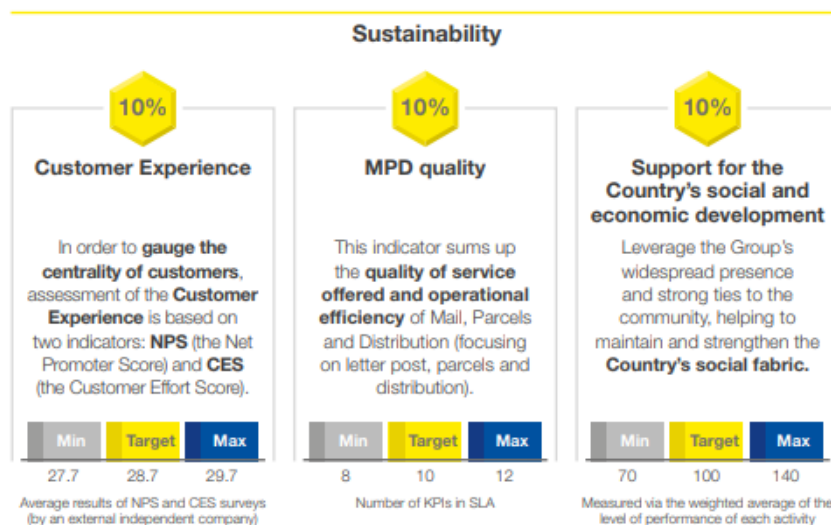 Sustainability
10%
Customer Experience
In order to gauge the
centrality of customers,
assessment of the Customer
Experience is based on
two indicators: NPS (the Net
Promoter Score) and CES
(the Customer Effort Score).
Min Target Max
27.7 28.7 29.7
Average results of NPS and CES surveys
(by an external independent company)
10%
MPD quality
This indicator sums up
the quality of service
offered and operational
efficiency of Mail, Parcels
and Distribution (focusing
on letter post, parcels and
distribution).
Min Target Max
8 10 12
Number of KPIs in SLA
10%
Support for the
Country's social and
economic development
Leverage the Group's
widespread presence
and strong ties to the
community, helping to
maintain and strengthen the
Country's social fabric.
Min Target Max
70 100 140
Measured via the weighted average of the
level of performance of each activity